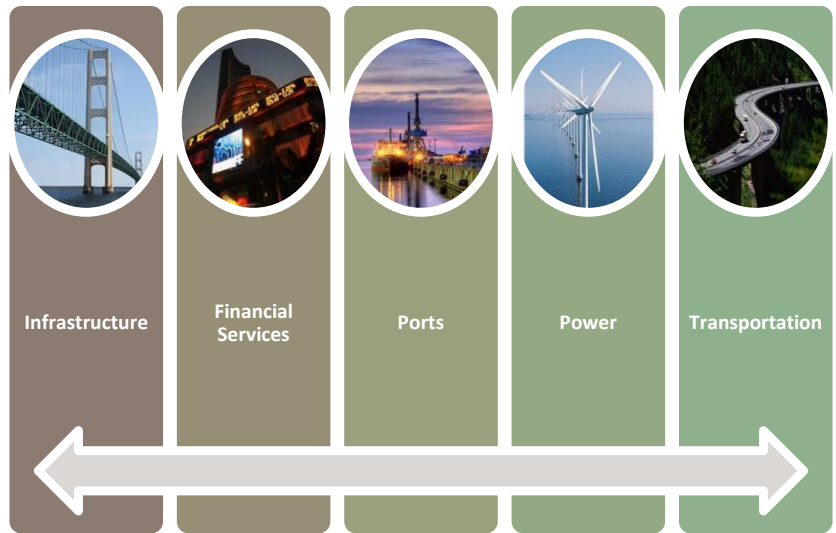 Infrastructure
Financial
Services
Ports
Power
Transportation